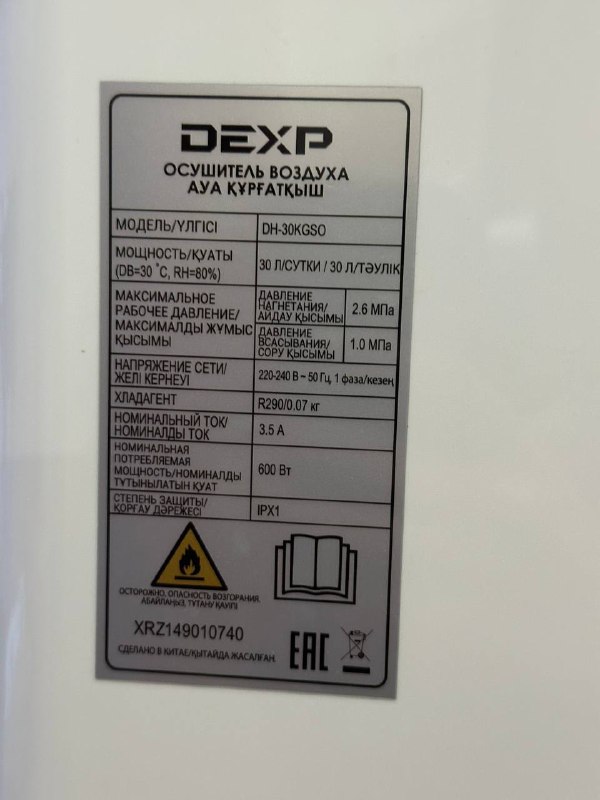 DEXP
ОСУШИТЕЛЬ ВОЗДУХА
АУА ҚҰРҒАТҚЫШ
МОДЕЛЬ/ҮЛГІСІ DH-30KGSO
МОЩНОСТЬ/ҚУАТЫ
(DB=30 ˚C, RH=80%)
30 Л/СУТКИ / 30 Л/ТӘУЛІК
МАКСИМАЛЬНОЕ
РАБОЧЕЕ ДАВЛЕНИЕ/
МАКСИМАЛДЫ ЖҰМЫС
ҚЫСЫМЫ
ДАВЛЕНИЕ
НАГНЕТАНИЯ/
АЙДАУ ҚЫСЫМЫ
2.6 МПа
ДАВЛЕНИЕ
ВСАСЫВАНИЯ/
СОРУ ҚЫСЫМЫ
1.0 МПа
НАПРЯЖЕНИЕ СЕТИ/
ЖЕЛІ КЕРНЕУІ
220-240 В ~ 50 Гц, 1 фаза/кезең
ХЛАДАГЕНТ R290/0.07 кг
НОМИНАЛЬНЫЙ ТОК/
НОМИНАЛДЫ ТОК
3.5 А
НОМИНАЛЬНАЯ
ПОТРЕБЛЯЕМАЯ
МОЩНОСТЬ/НОМИНАЛДЫ
ТҰТЫНЫЛАТЫН ҚУАТ
600 Вт
СТЕПЕНЬ ЗАЩИТЫ/
ҚОРҒАУ ДӘРЕЖЕСІ
IPX1
ОСТОРОЖНО, ОПАСНОСТЬ ВОЗГОРАНИЯ.
АБАЙЛАҢЫЗ, ТҰТАНУ ҚАУІПІ
XRZ149010740
СДЕЛАНО В КИТАЕ/ҚЫТАЙДА ЖАСАЛҒАН.
EAC